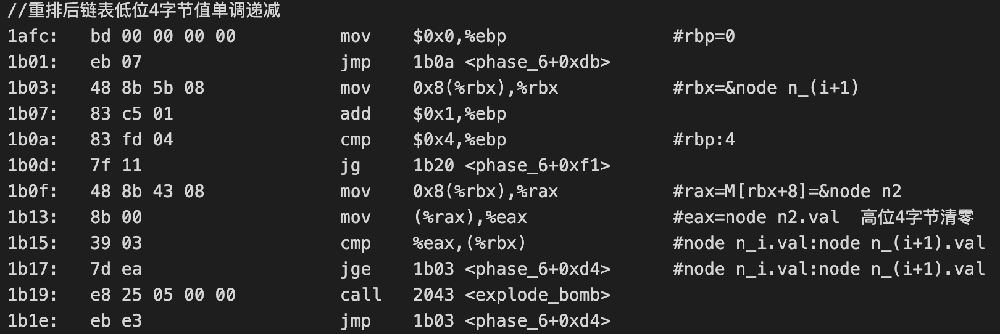 //重排后链表低位4字节值单调递减
1afc: bd 00 00 00 00 mov $0x0,%ebp #rbp=0
1b01: eb 07 jmp 1b0a <phase_6+0xdb>
1b03: 48 8b 5b 08 mov 0x8(%rbx),%rbx #rbx=&node n_(i+1)
1b07: 83 c5 01 add $0x1,%ebp
1b0a: 83 fd 04 cmp $0x4,%ebp #rbp:4
1b0d: 7f 11 jg 1b20 <phase_6+0xf1>
1b0f: 48 8b 43 08 mov 0x8(%rbx),%rax #rax=M[rbx+8]=&node n2
1b13: 8b 00 mov (%rax),%eax #eax=node n2.val 高位4字节清零
1b15: 39 03 cmp %eax,(%rbx) #node n_i.val:node n_(i+1).val
1b17: 7d ea jge 1b03 <phase_6+0xd4> #node n_i.val:node n_(i+1).val
1b19: e8 25 05 00 00 call 2043 <explode_bomb>
1b1e: eb e3 jmp 1b03 <phase_6+0xd4>